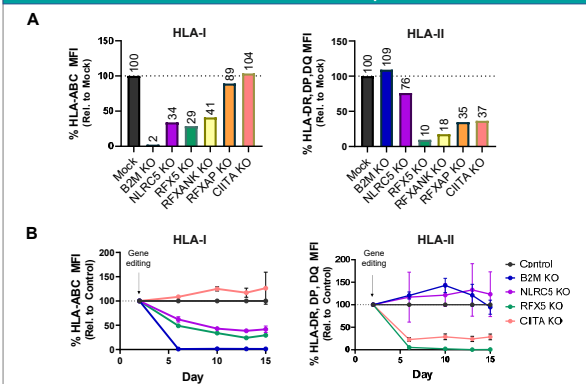 A
HLA-I
% HLA-ABC MFI
(Rel. to Mock)
150
100
50
0
100
2
34
29
41
89
104
Mock
B2M KO
NLRC5 KO
RFX5 KO
RFXANK KO
RFXAP KO
CIITA KO
HLA-II
% HLA-DR,DP,DQ MFI
(Rel. to Mock)
150
100
50
0
100
109
76
10
18
35
37
Mock
B2M KO
NLRC5 KO
RFX5 KO
RFXANK KO
RFXAP KO
CIITA KO
B
HLA-I
% HLA-ABC MFI
(Rel. to Control)
200
150
100
50
0
Gene
editing
0
5
10
15
Day
HLA-II
% HLA-DR, DP, DQ MFI
(Rel. to Control)
200
150
100
50
0
Gene
editing
0
5
10
15
Day
Control
B2M KO
NLRC5 KO
RFX5 KO
CIITA KO